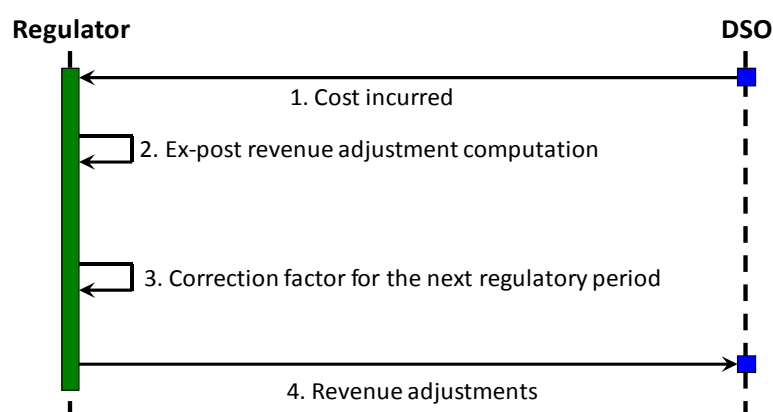 Regulator
DSO
1. Cost incurred
2. Ex-post revenue adjustment computation
3. Correction factor for the next regulatory period
4. Revenue adjustments